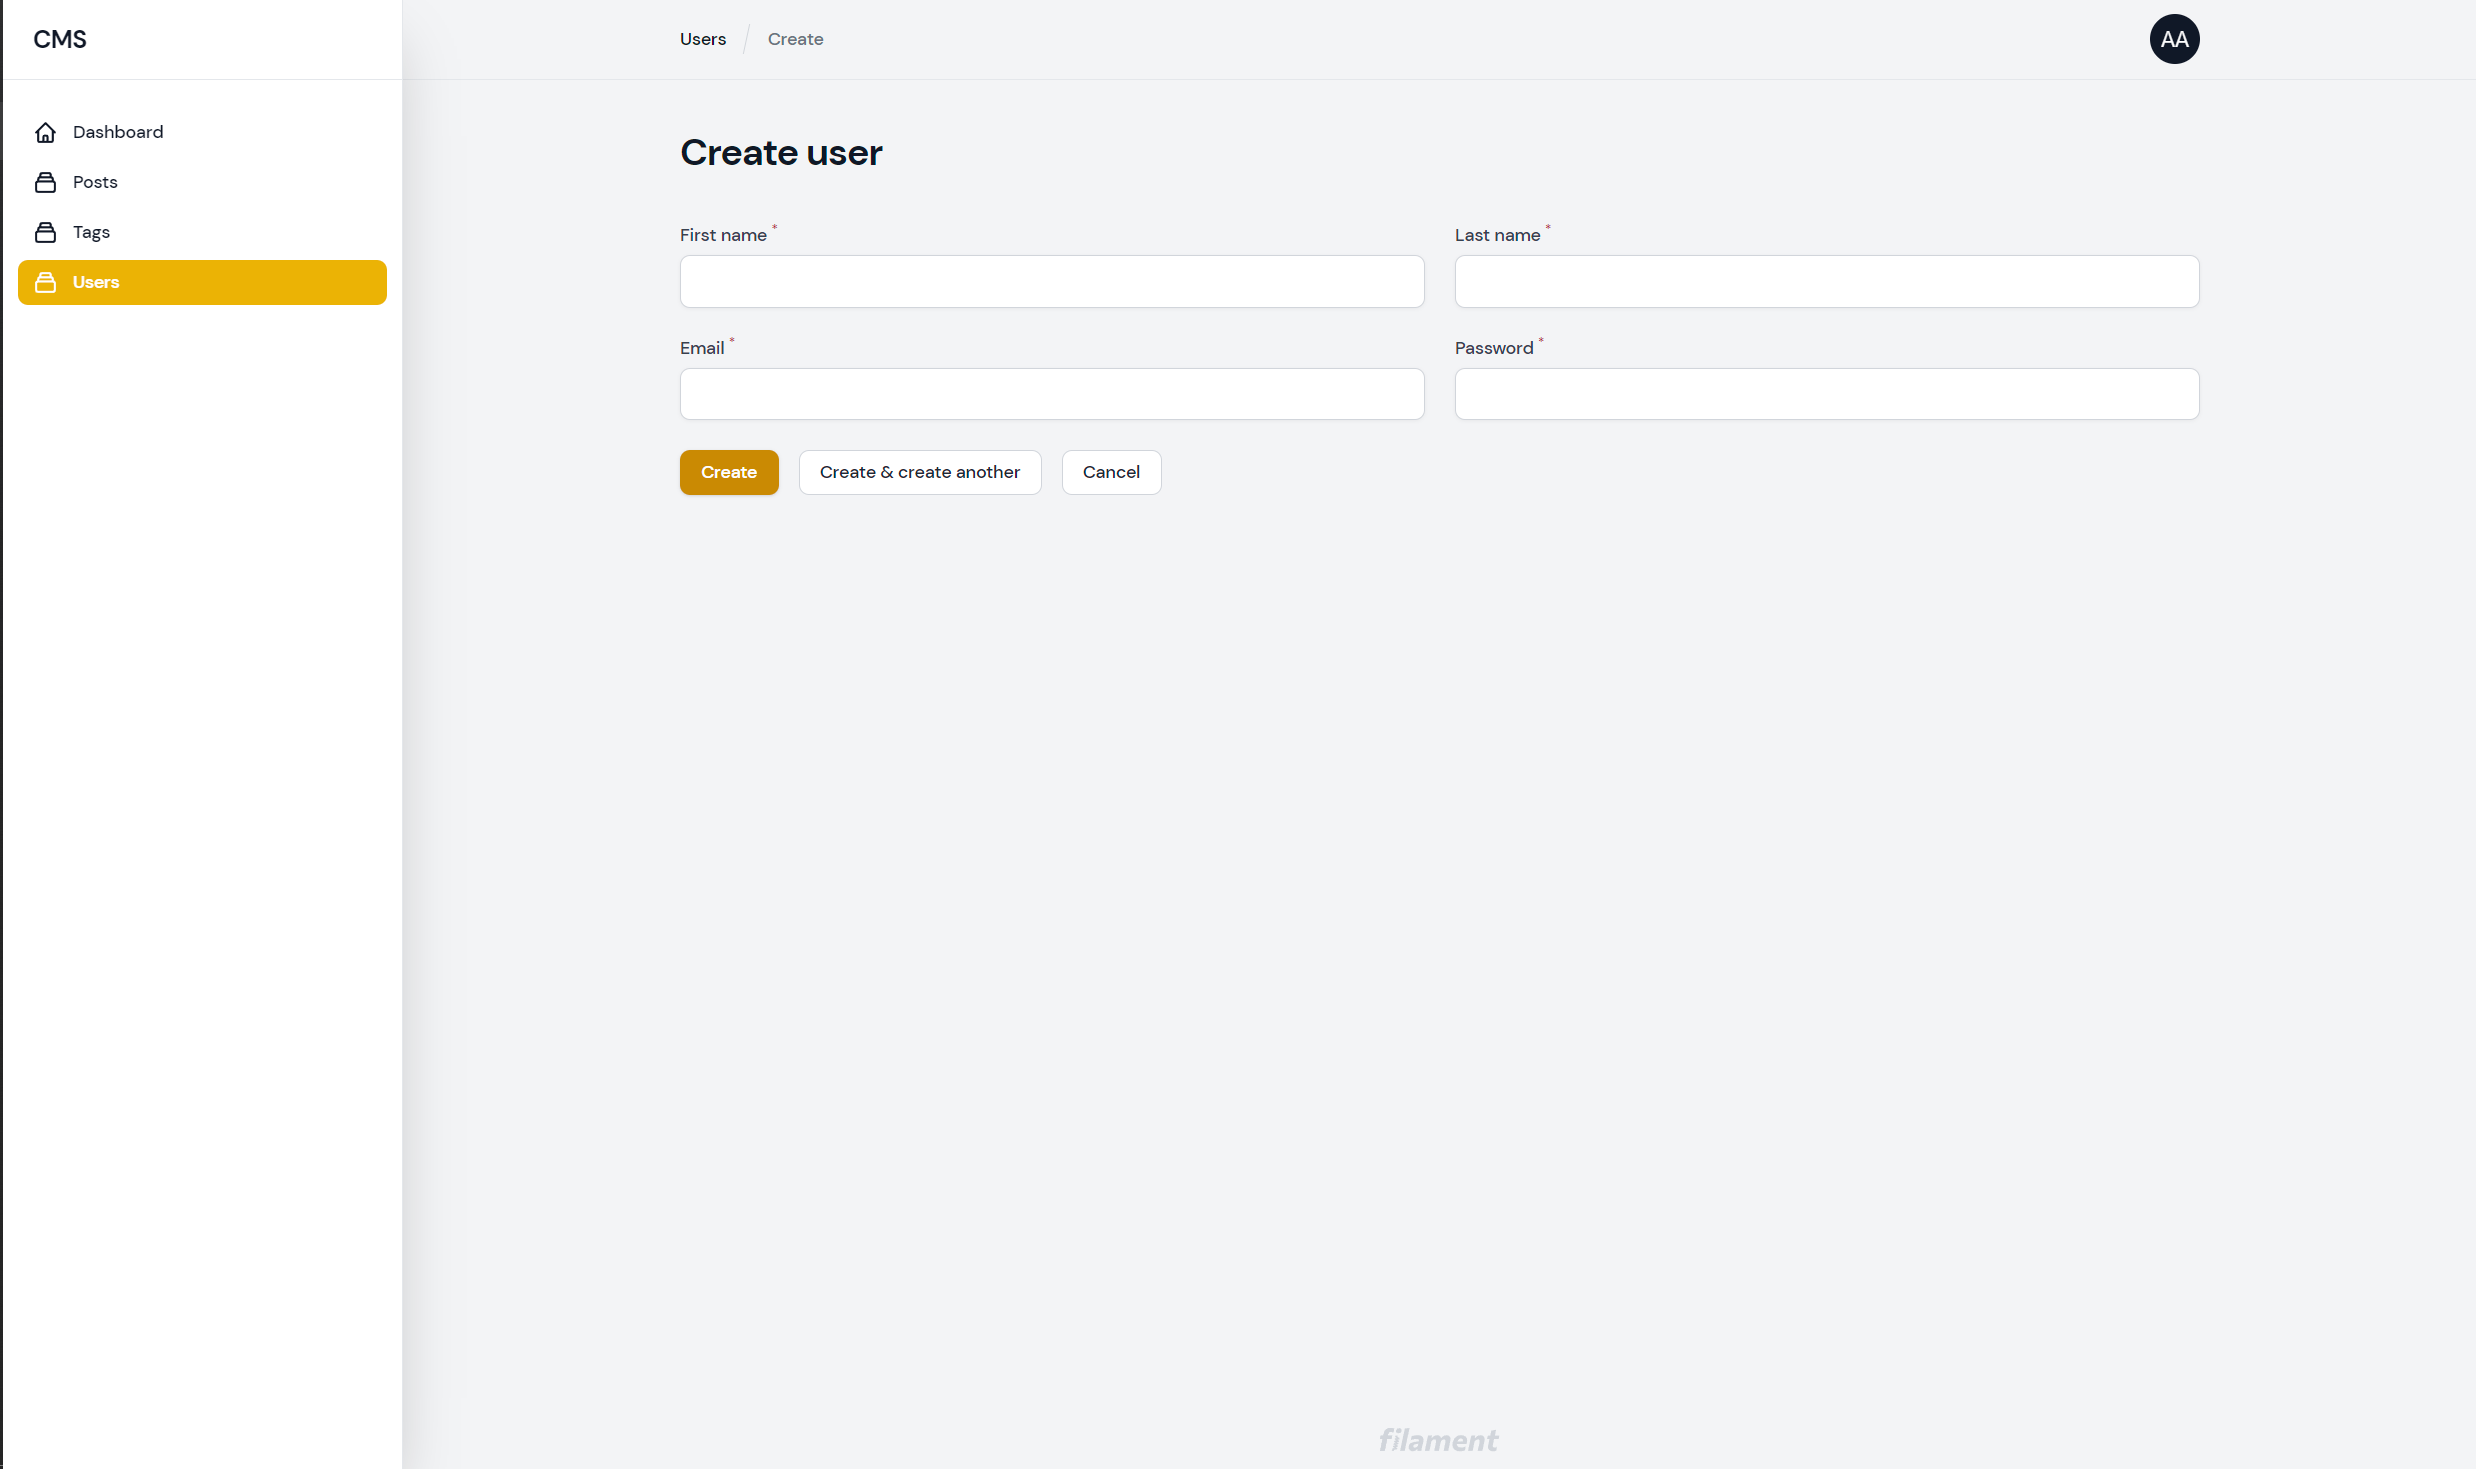 CMS
Users / Create
AA
Dashboard
Posts
Tags
Users
Create user
First name *
Last name *
Email *
Password *
Create
Create & create another
Cancel
filament